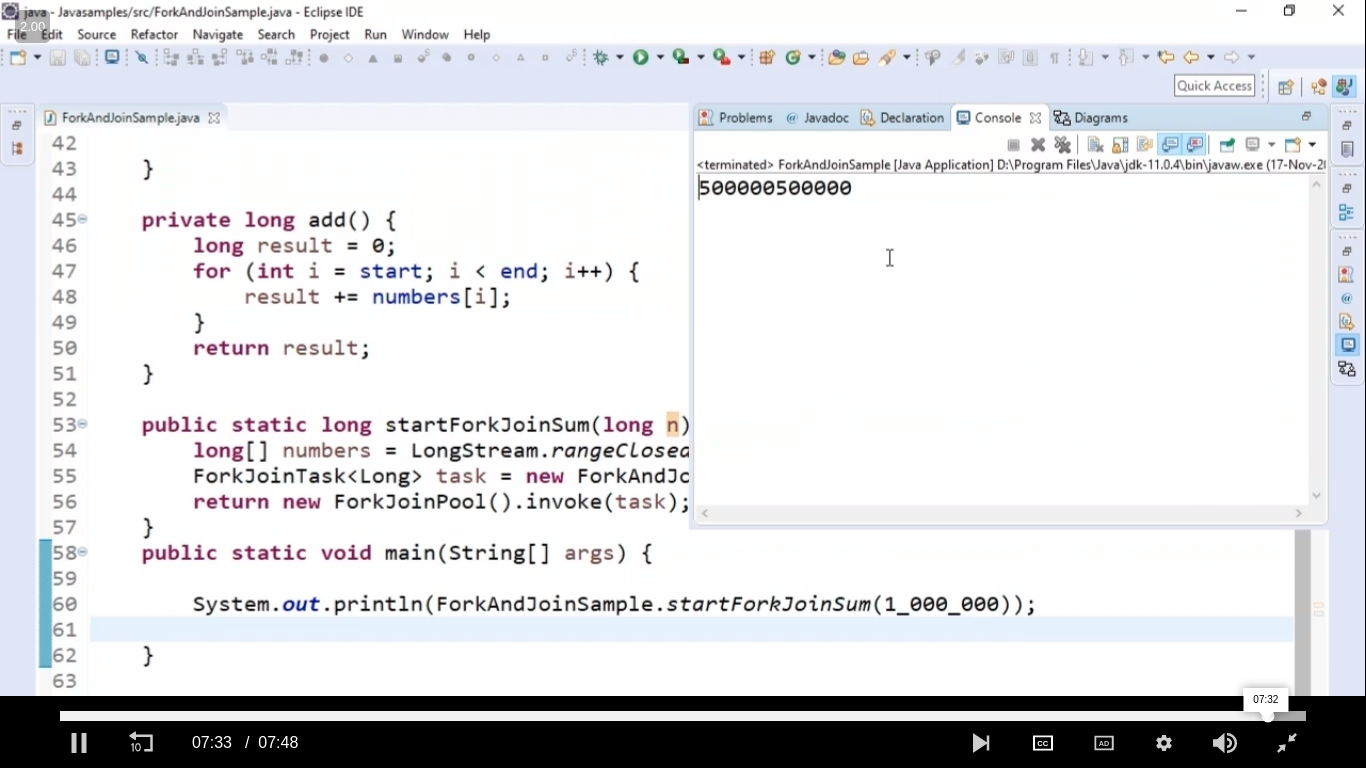 java - Javasamples/src/ForkAndJoinSample.java - Eclipse IDE
2.00
File Edit Source Refactor Navigate Search Project Run Window Help
Quick Access
ForkAndJoinSample.java
Problems @ Javadoc Declaration Console Diagrams
<terminated> ForkAndJoinSample [Java Application] D:\Program Files\Java\jdk-11.0.4\bin\javaw.exe (17-Nov-20
500000500000
42
43 }
44
45 private long add() {
46 long result = 0;
47 for (int i = start; i < end; i++) {
48 result += numbers[i];
49 }
50 return result;
51 }
52
53 public static long startForkJoinSum(long n)
54 long[] numbers = LongStream.rangeClosed
55 ForkJoinTask<Long> task = new ForkAndJo
56 return new ForkJoinPool().invoke(task);
57 }
58 public static void main(String[] args) {
59
60 System.out.println(ForkAndJoinSample.startForkJoinSum(1_000_000));
61
62 }
63
07:32
10 07:33 / 07:48 CC AD